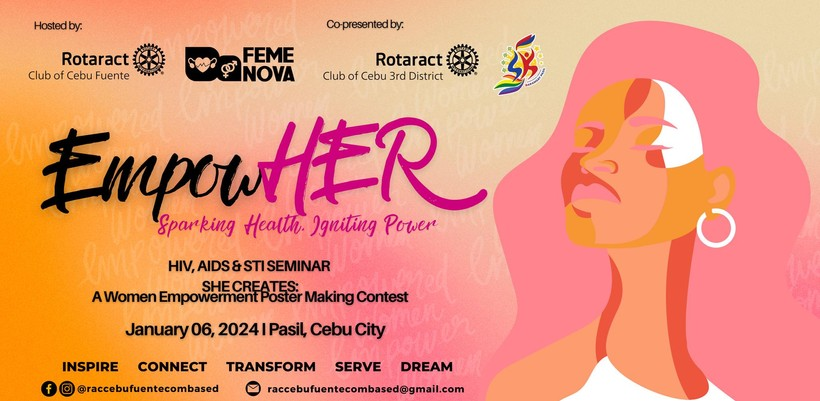 Hosted by:
Co-presented by:
Rotaract
Club of Cebu Fuente
FEME
NOVA
Rotaract
Club of Cebu 3rd District
EmpowHER
Sparking Health. Igniting Power
HIV, AIDS & STI SEMINAR
SHE CREATES:
A Women Empowerment Poster Making Contest
January 06, 2024 I Pasil, Cebu City
INSPIRE CONNECT TRANSFORM SERVE DREAM
@raccebufuentecombased raccebufuentecombased@gmail.com